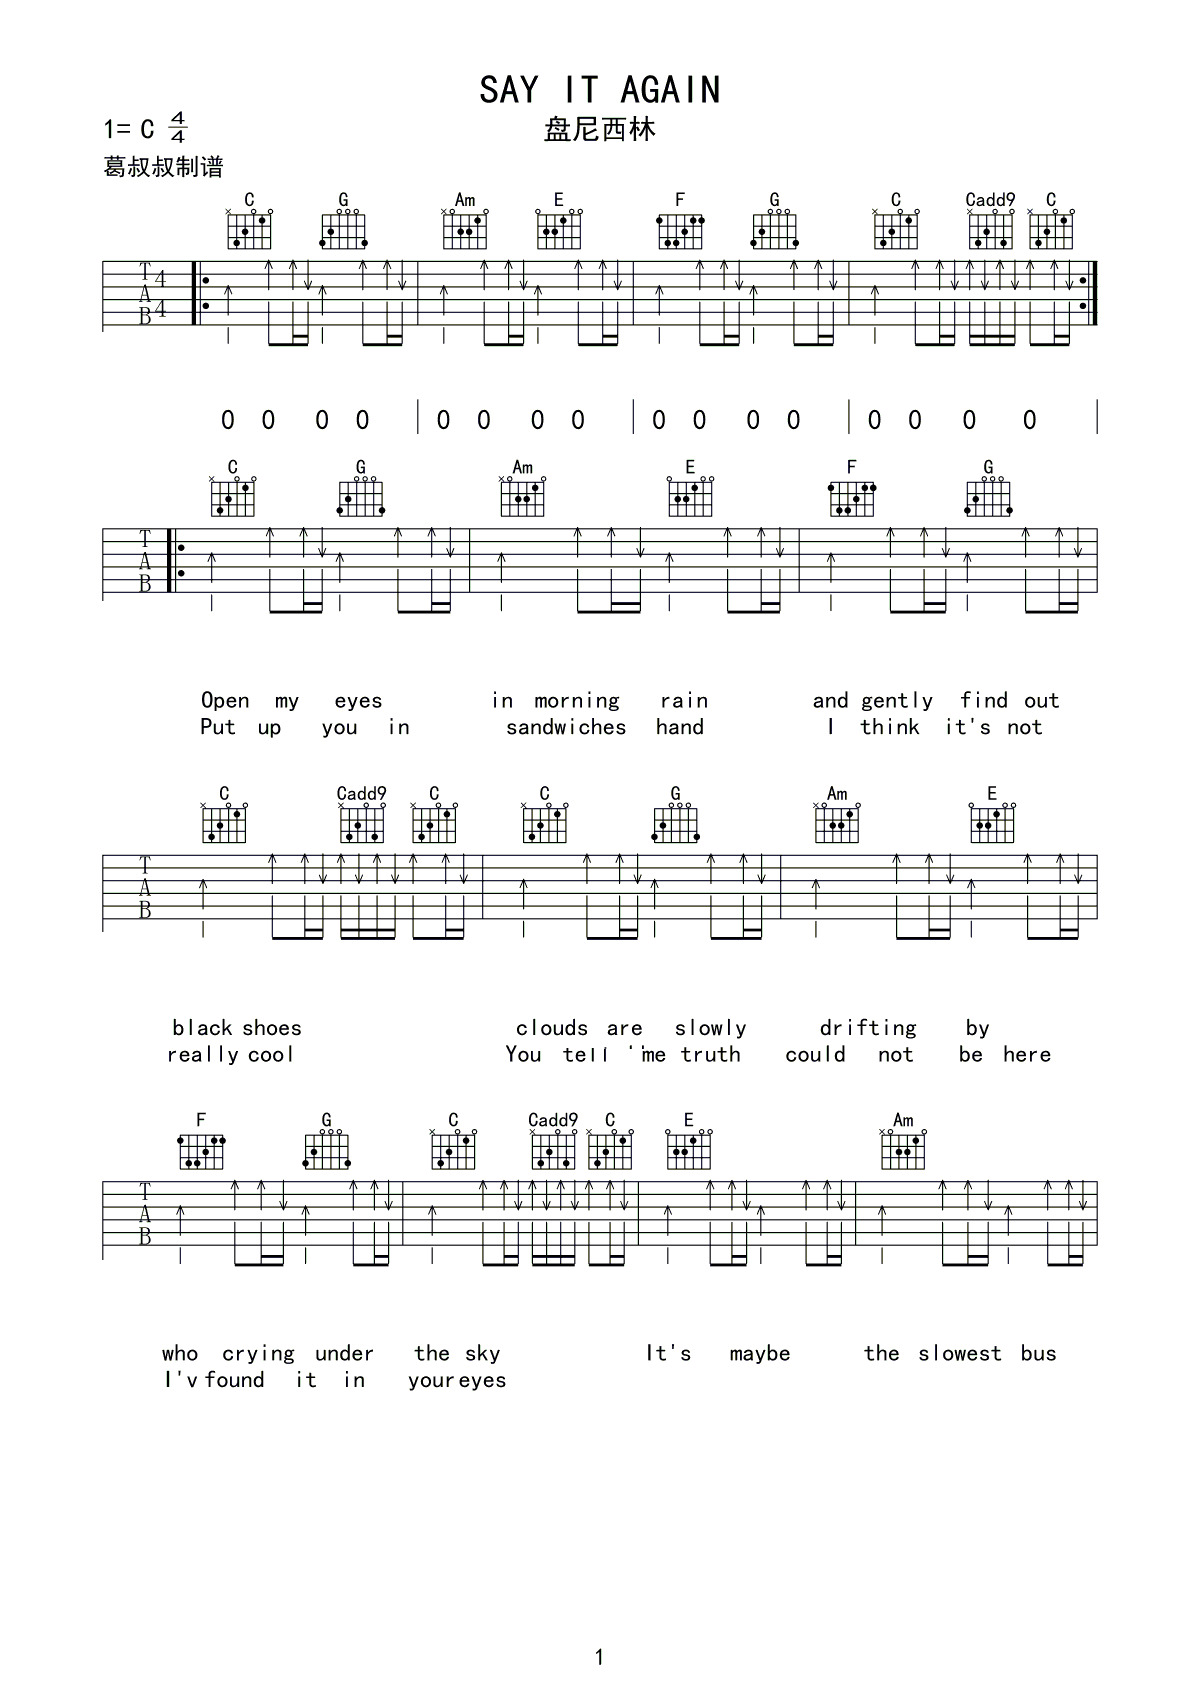 SAY IT AGAIN
1= C 4/4
盘尼西林
葛叔叔制谱
C G Am E F G C Cadd9 C
T A B 4 4
0 0 0 0 0 0 0 0 0 0 0 0 0 0 0 0
C G Am E F G
T A B
Open my eyes in morning rain and gently find out
Put up you in sandwiches hand I think it's not
C Cadd9 C C G Am E
T A B
black shoes clouds are slowly drifting by
really cool You tell me truth could not be here
F G C Cadd9 C E Am
T A B
who crying under the sky It's maybe the slowest bus
I'v found it in your eyes
1